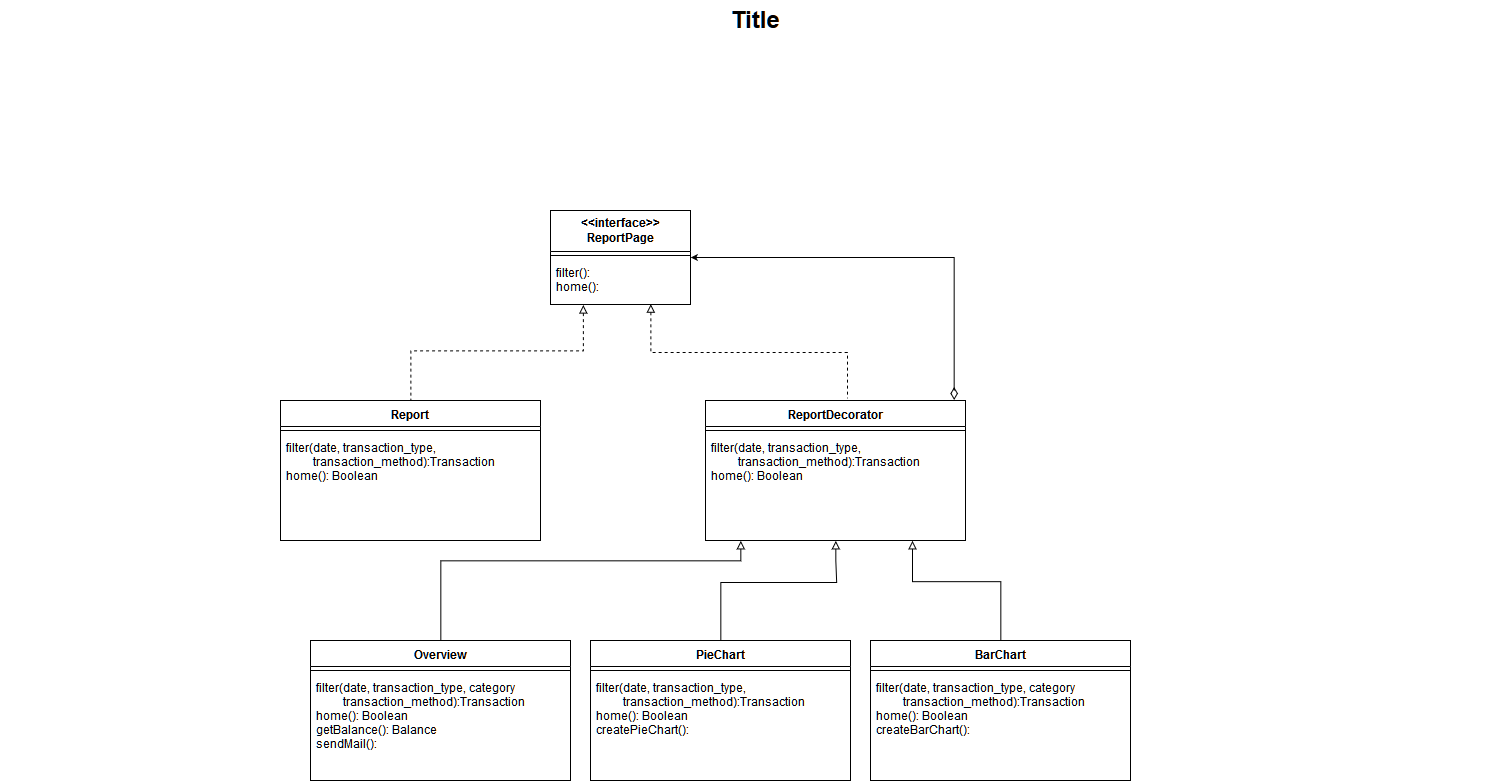 Title
<<interface>>
ReportPage
filter():
home():
Report
filter(date, transaction_type,
transaction_method):Transaction
home(): Boolean
ReportDecorator
filter(date, transaction_type,
transaction_method):Transaction
home(): Boolean
Overview
filter(date, transaction_type, category
transaction_method):Transaction
home(): Boolean
getBalance(): Balance
sendMail():
PieChart
filter(date, transaction_type,
transaction_method):Transaction
home(): Boolean
createPieChart():
BarChart
filter(date, transaction_type, category
transaction_method):Transaction
home(): Boolean
createBarChart():